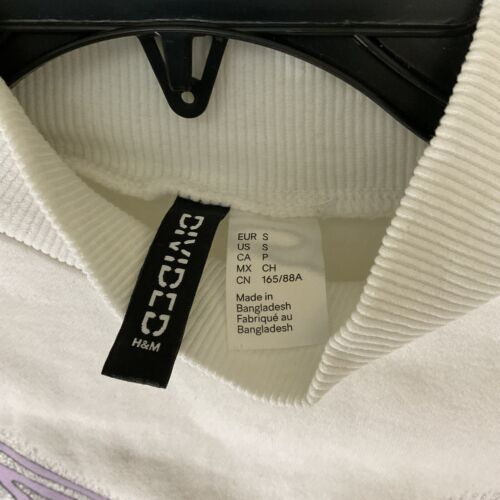 DIVIDED
H&M
EUR S
US S
CA P
MX CH
CN 165/88A
Made in
Bangladesh
Fabriqué au
Bangladesh